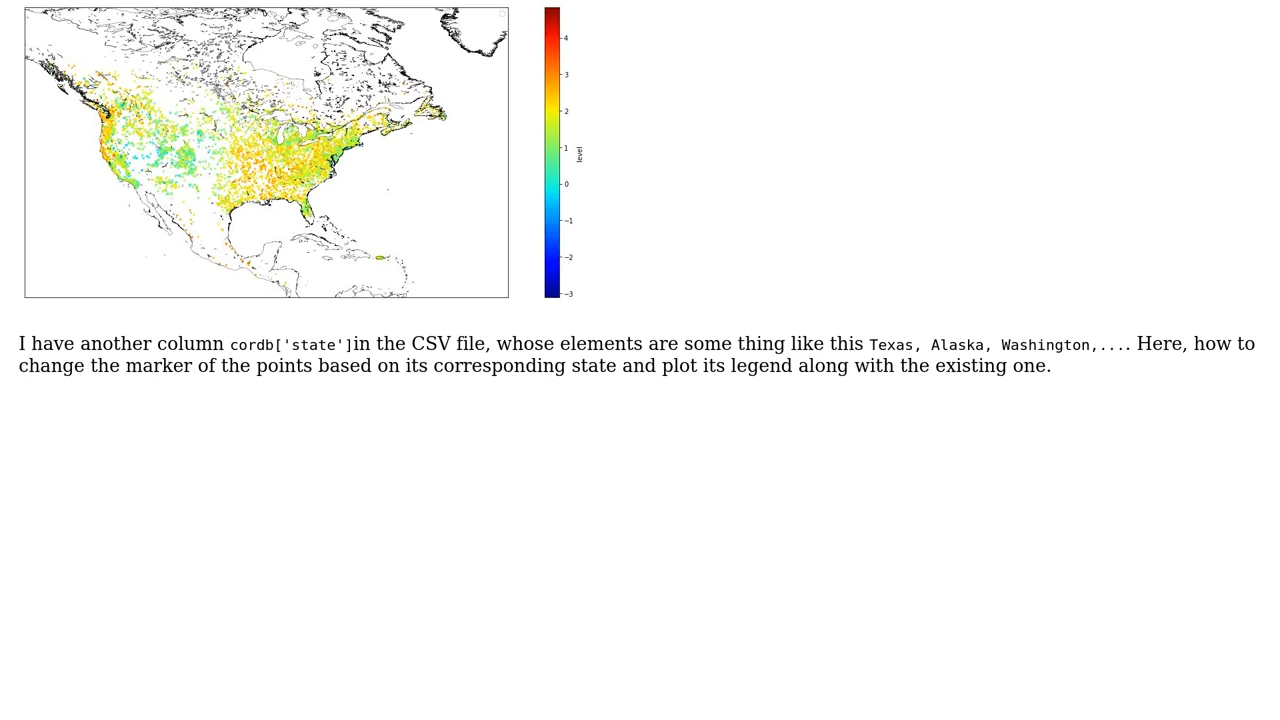 4
3
2
1
0
−1
−2
−3
level
I have another column cordb['state']in the CSV file, whose elements are some thing like this Texas, Alaska, Washington,.... Here, how to
change the marker of the points based on its corresponding state and plot its legend along with the existing one.